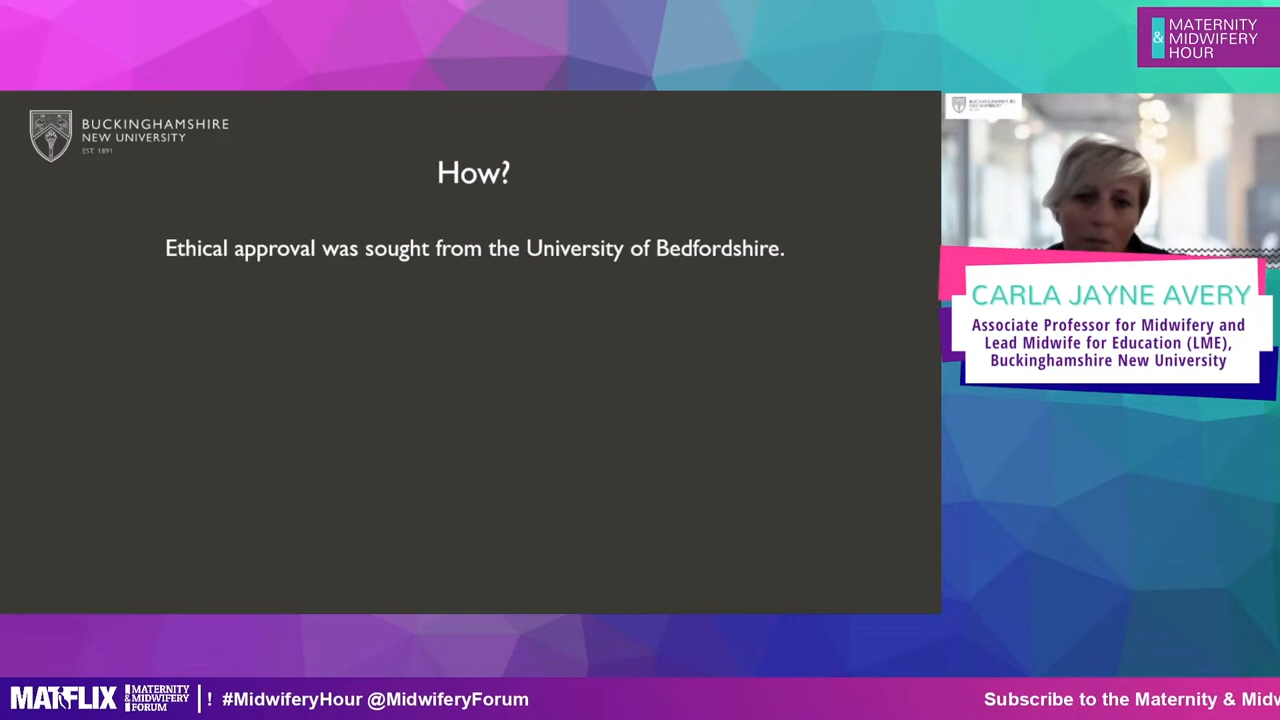 MATERNITY
& MIDWIFERY
HOUR
BUCKINGHAMSHIRE
NEW UNIVERSITY
EST. 1891
How?
Ethical approval was sought from the University of Bedfordshire.
CARLA JAYNE AVERY
Associate Professor for Midwifery and
Lead Midwife for Education (LME),
Buckinghamshire New University
MATFLIX
MATERNITY
& MIDWIFERY
FORUM
! #MidwiferyHour @MidwiferyForum
Subscribe to the Maternity & Midw